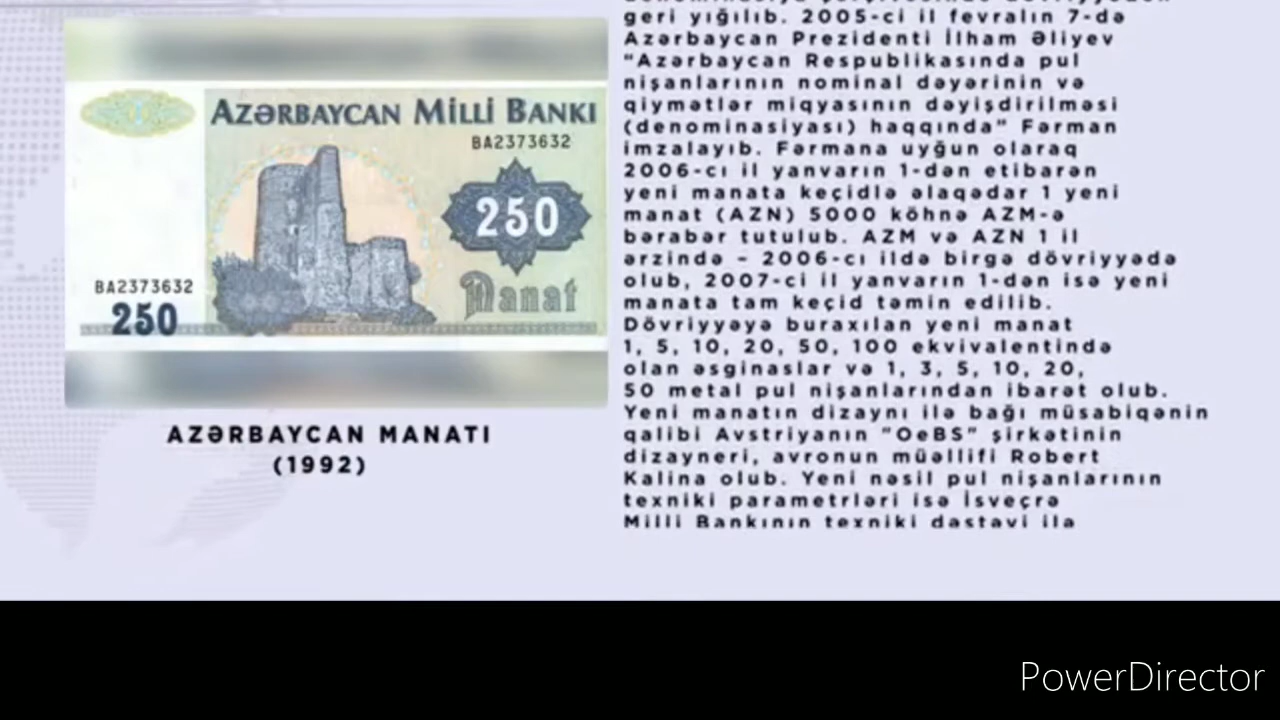 AZƏRBAYCAN MİLLİ BANKI
BA2373632
250
Manat
BA2373632
250
AZƏRBAYCAN MANATI
(1992)
geri yığılıb. 2005-ci il fevralın 7-də
Azərbaycan Prezidenti İlham Əliyev
"Azərbaycan Respublikasında pul
nişanlarının nominal dəyərinin və
qiymətlər miqyasının dəyişdirilməsi
(denominasiyası) haqqında" Fərman
imzalayıb. Fərmana uyğun olaraq
2006-cı il yanvarın 1-dən etibarən
yeni manata keçidlə əlaqədar 1 yeni
manat (AZN) 5000 köhnə AZM-ə
bərabər tutulub. AZM və AZN 1 il
ərzində - 2006-cı ildə birgə dövriyyədə
olub, 2007-ci il yanvarın 1-dən isə yeni
manata tam keçid təmin edilib.
Dövriyyəyə buraxılan yeni manat
1, 5, 10, 20, 50, 100 ekvivalentində
olan əsginaslar və 1, 3, 5, 10, 20,
50 metal pul nişanlarından ibarət olub.
Yeni manatın dizaynı ilə bağı müsabiqənin
qalibi Avstriyanın "OeBS" şirkətinin
dizayneri, avronun müəllifi Robert
Kalina olub. Yeni nəsil pul nişanlarının
texniki parametrləri isə İsveçrə
Milli Bankının texniki dəstəyi ilə
PowerDirector